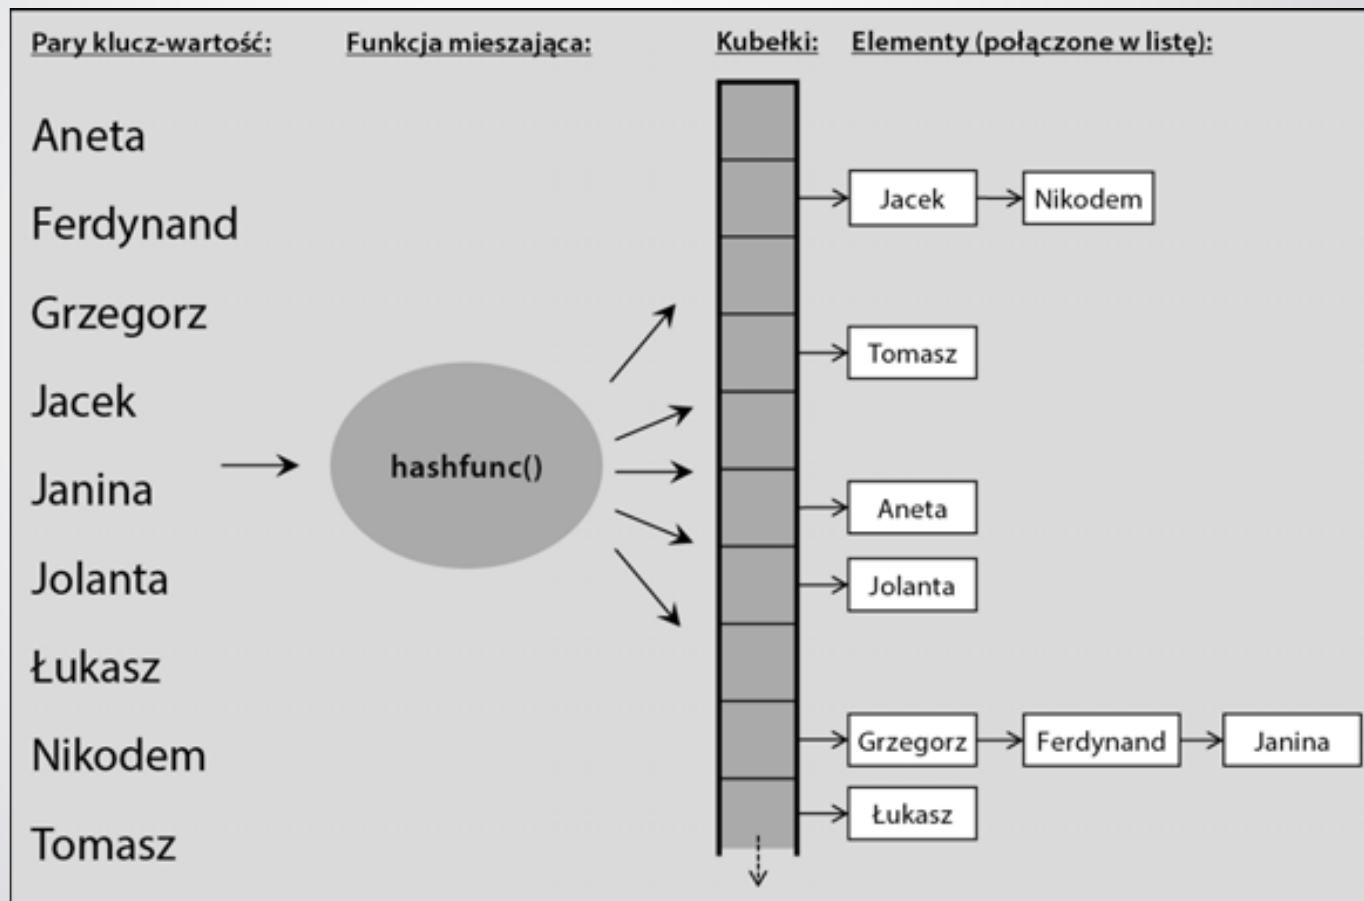 Pary klucz-wartość:
Funkcja mieszająca:
Kubełki:
Elementy (połączone w listę):
Aneta
Ferdynand
Grzegorz
Jacek
Janina
Jolanta
Łukasz
Nikodem
Tomasz
hashfunc()
Jacek
Nikodem
Tomasz
Aneta
Jolanta
Grzegorz
Ferdynand
Janina
Łukasz